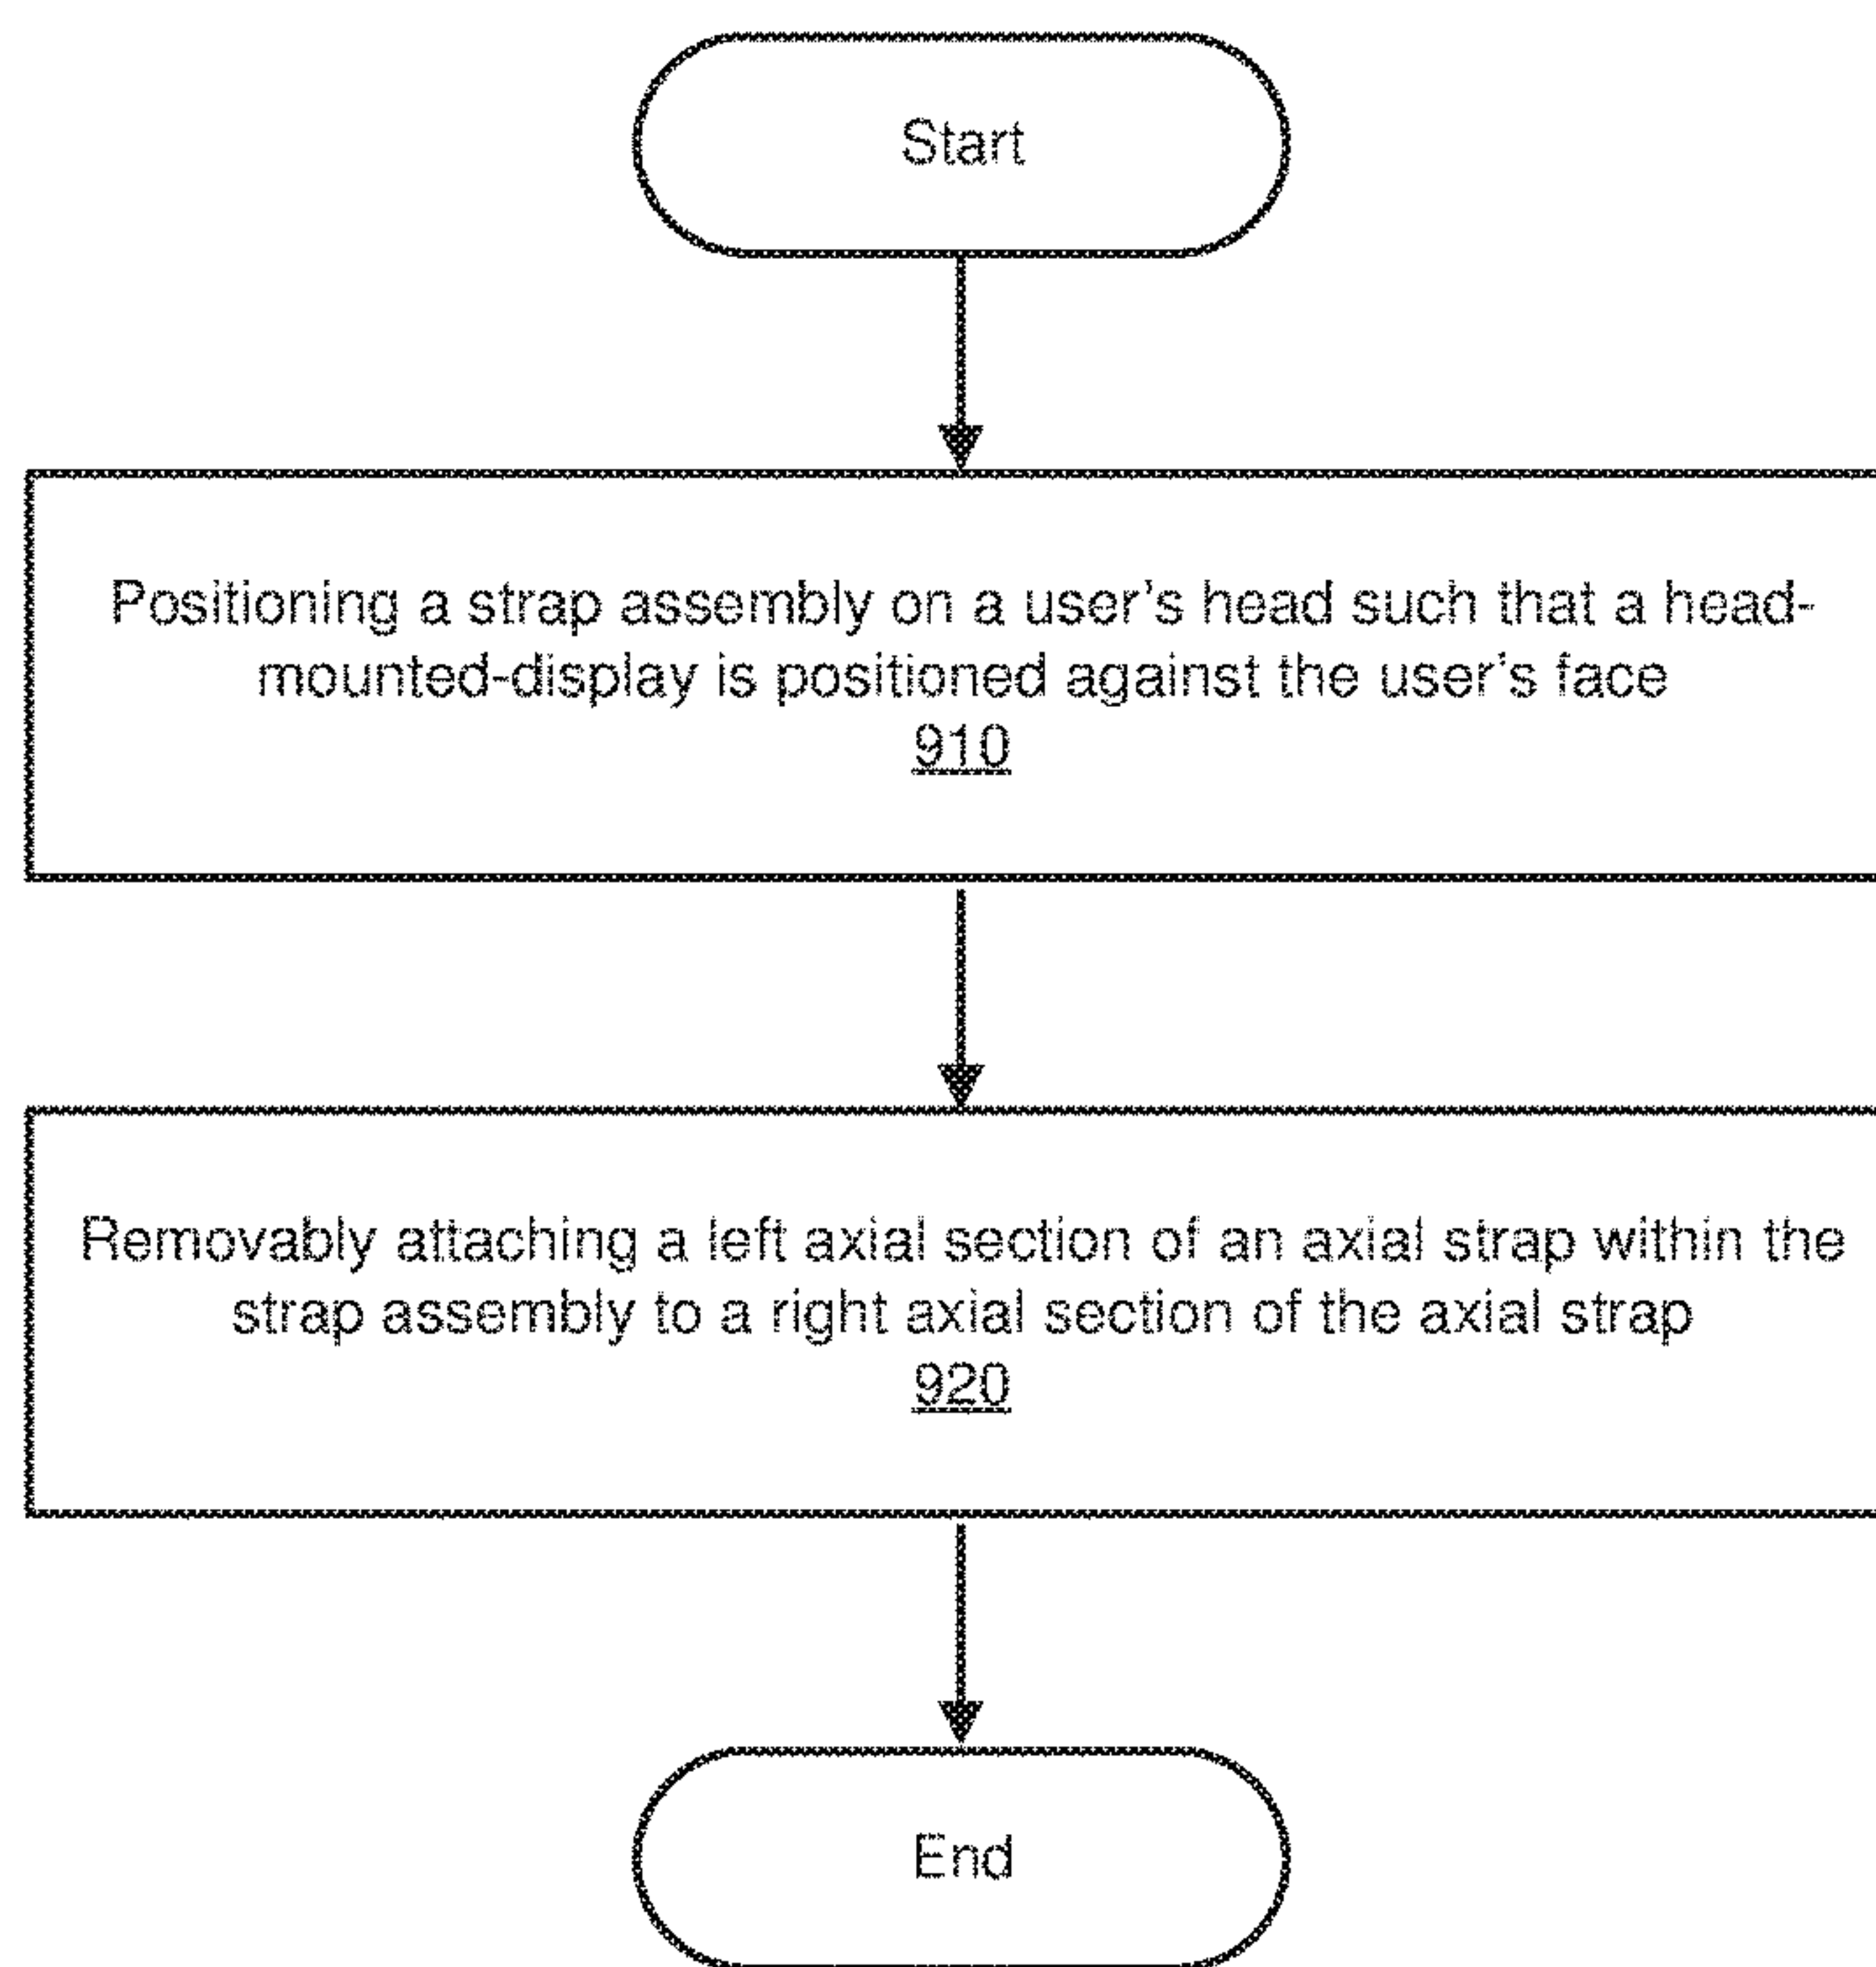 Start
Positioning a strap assembly on a user's head such that a head-
mounted-display is positioned against the user's face
910
Removably attaching a left axial section of an axial strap within the
strap assembly to a right axial section of the axial strap
920
End